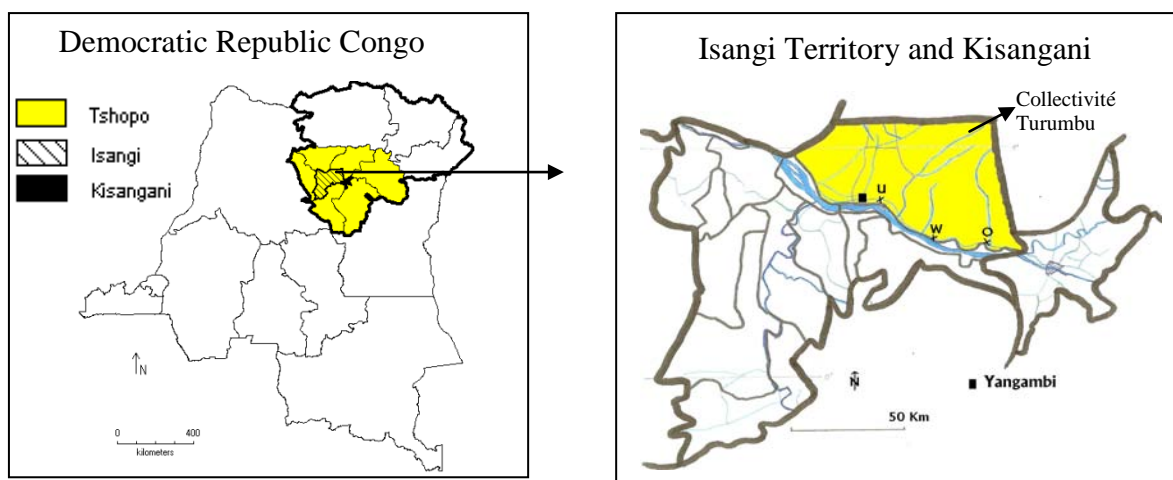 Democratic Republic Congo
Tshopo
Isangi
Kisangani
N
0 400
kilometers
Isangi Territory and Kisangani
Collectivité
Turumbu
U
W
O
N
Yangambi
50 Km